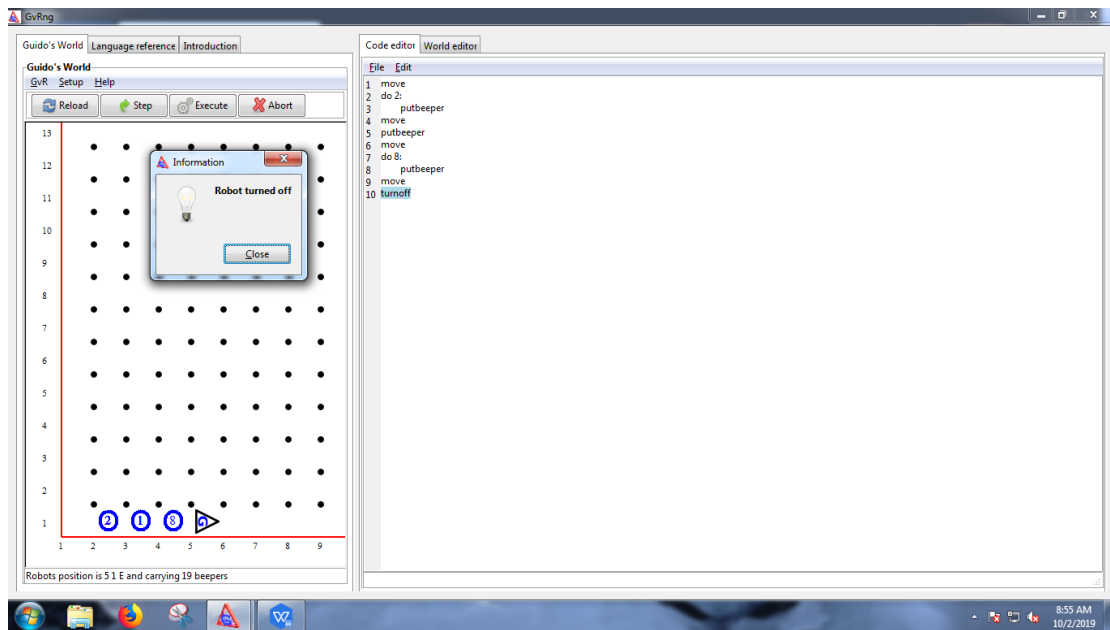 GvRng
Guido's World Language reference Introduction
Guido's World
GvR Setup Help
Reload Step Execute Abort
13
12
11
10
9
8
7
6
5
4
3
2
1
2 1 8
1 2 3 4 5 6 7 8 9
Robots position is 5 1 E and carrying 19 beepers
Information
Robot turned off
Close
Code editor World editor
File Edit
1 move
2 do 2:
3 putbeeper
4 move
5 putbeeper
6 move
7 do 8:
8 putbeeper
9 move
10 turnoff
8:55 AM
10/2/2019